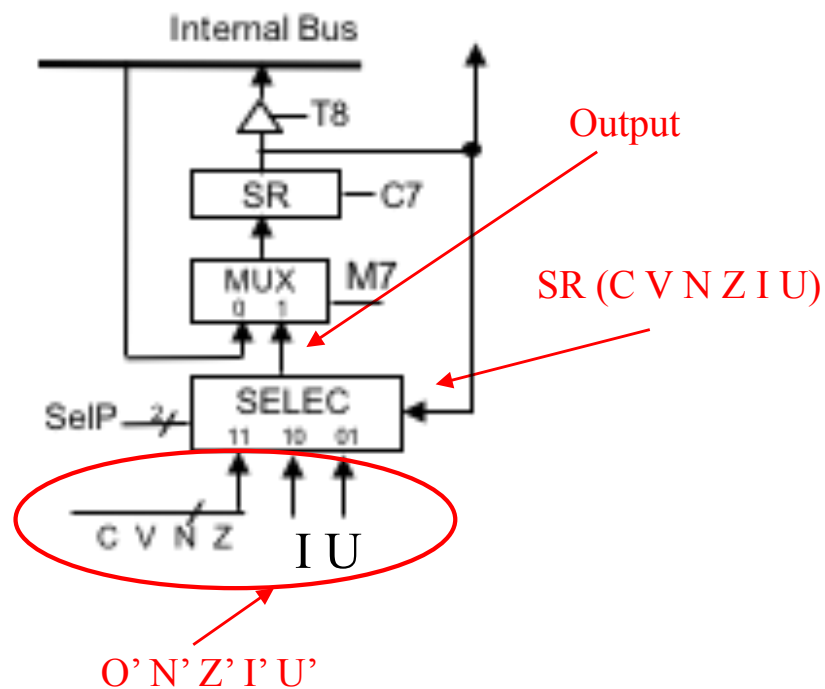 Internal Bus
T8
Output
SR
C7
MUX
M7
0 1
SR (C V N Z I U)
SELEC
SelP
2
11 10 01
C V N Z
I U
O’ N’ Z’ I’ U’